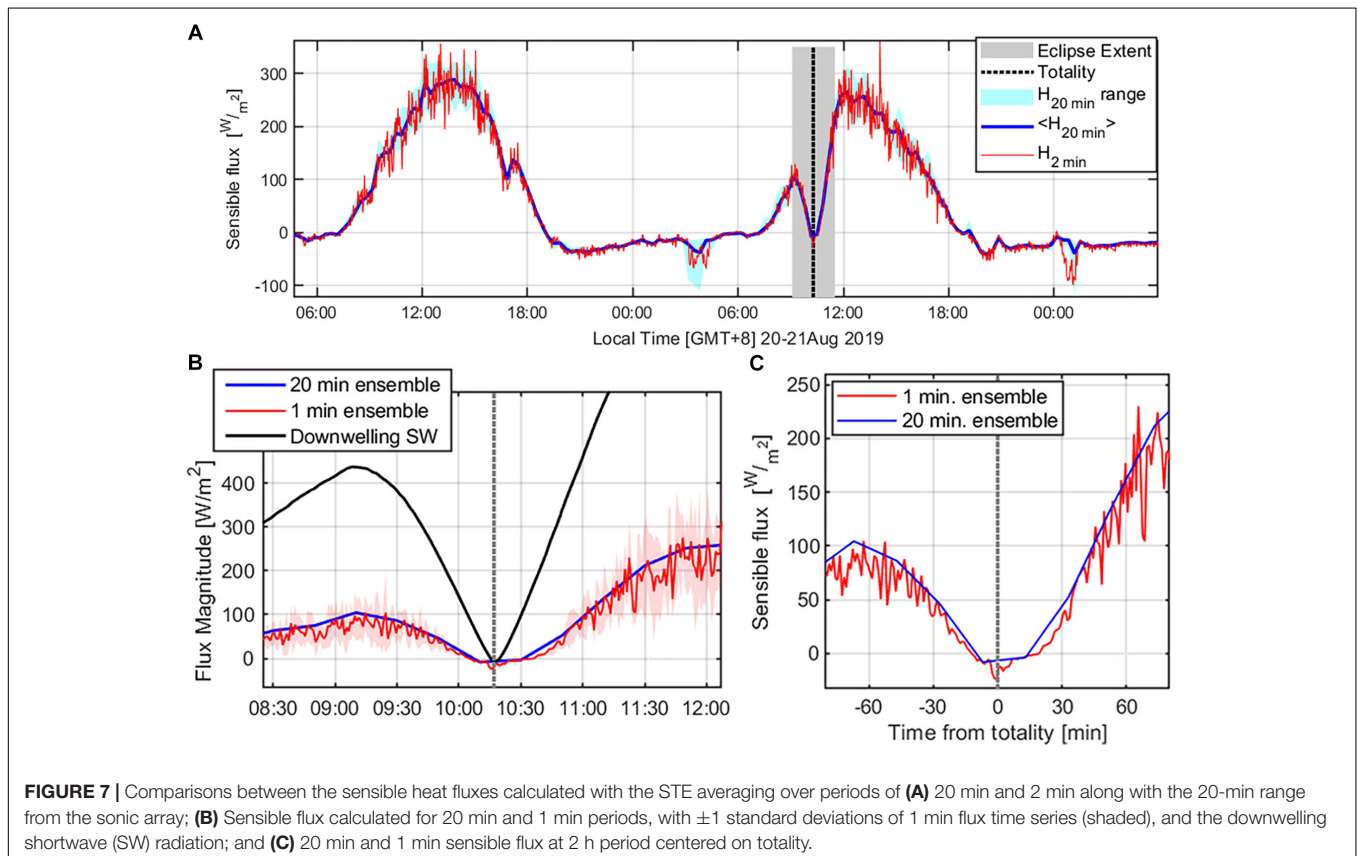 A
Sensible flux [W/m2]
300
200
100
0
-100
06:00 12:00 18:00 00:00 06:00 12:00 18:00 00:00
Local Time [GMT+8] 20-21Aug 2019
Eclipse Extent
Totality
H20 min range
<H20 min>
H2 min
B
20 min ensemble
1 min ensemble
Downwelling SW
Flux Magnitude [W/m2]
400
300
200
100
0
08:30 09:00 09:30 10:00 10:30 11:00 11:30 12:00
C
1 min. ensemble
20 min. ensemble
Sensible flux [W/m2]
250
200
150
100
50
0
-60 -30 0 30 60
Time from totality [min]
FIGURE 7 | Comparisons between the sensible heat fluxes calculated with the STE averaging over periods of (A) 20 min and 2 min along with the 20-min range
from the sonic array; (B) Sensible flux calculated for 20 min and 1 min periods, with ±1 standard deviations of 1 min flux time series (shaded), and the downwelling
shortwave (SW) radiation; and (C) 20 min and 1 min sensible flux at 2 h period centered on totality.